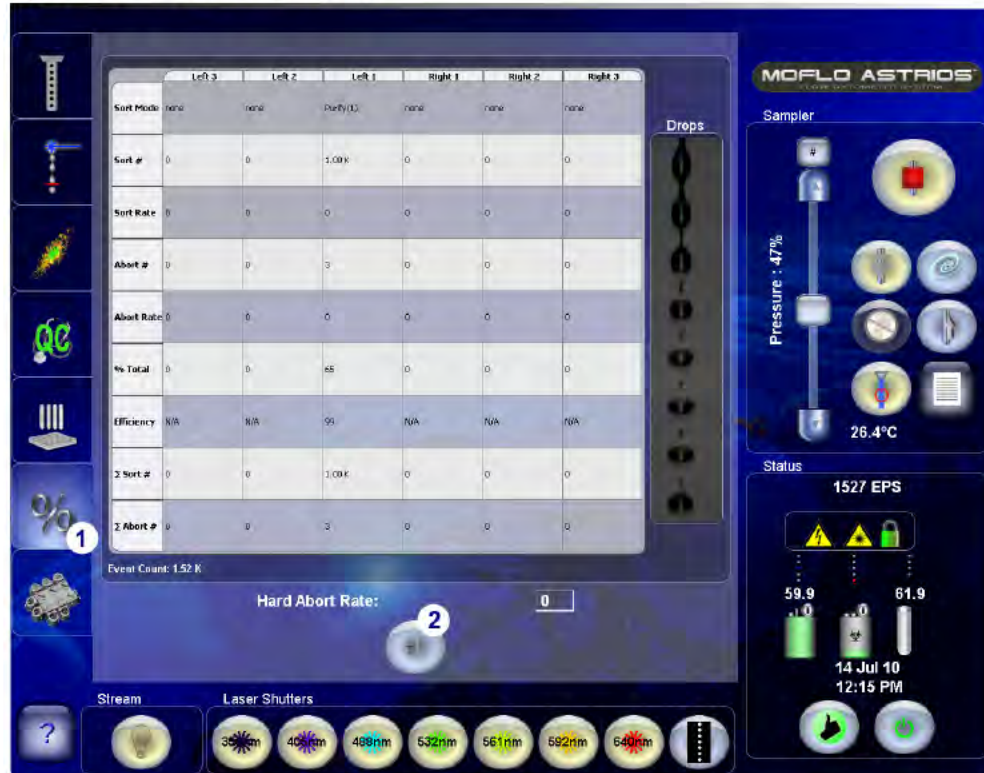 MOFLO ASTRIOS
Left 3 Left 2 Left 1 Right 1 Right 2 Right 3
Sort Mode none none Purify(1) none none none
Sort # 0 0 1.00 K 0 0 0
Sort Rate 0 0 0 0 0 0
Abort # 0 0 3 0 0 0
Abort Rate 0 0 0 0 0 0
% Total 0 0 65 0 0 0
Efficiency N/A N/A 99 N/A N/A N/A
Σ Sort # 0 0 1.00 K 0 0 0
Σ Abort # 0 0 3 0 0 0
Event Count: 1.52 K
Drops
Hard Abort Rate: 0
QC
%
1
2
Sampler
#
Pressure : 47%
26.4°C
Status
1527 EPS
59.9 61.9
0 0
14 Jul 10
12:15 PM
?
Stream
Laser Shutters
488nm 532nm 561nm 592nm 640nm